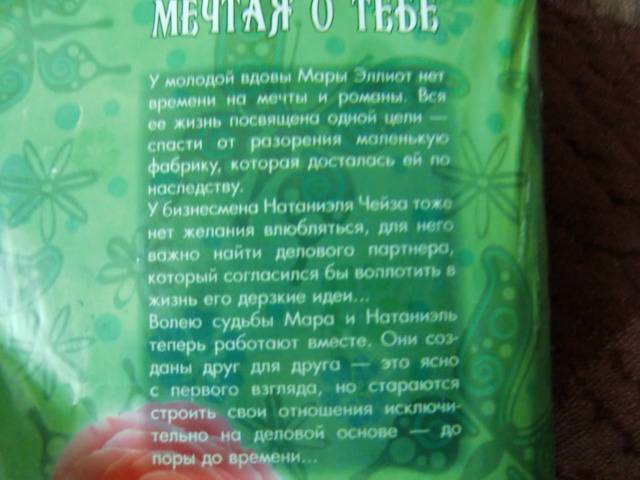 МЕЧТАЯ О ТЕБЕ
У молодой вдовы Мары Эллиот нет
времени на мечты и романы. Вся
ее жизнь посвящена одной цели —
спасти от разорения маленькую
фабрику, которая досталась ей по
наследству.
У бизнесмена Натаниэля Чейза тоже
нет желания влюбляться, для него
важно найти делового партнера,
который согласился бы воплотить в
жизнь его дерзкие идеи...
Волею судьбы Мара и Натаниэль
теперь работают вместе. Они соз-
даны друг для друга — это ясно
с первого взгляда, но стараются
строить свои отношения исключи-
тельно на деловой основе — до
поры до времени...